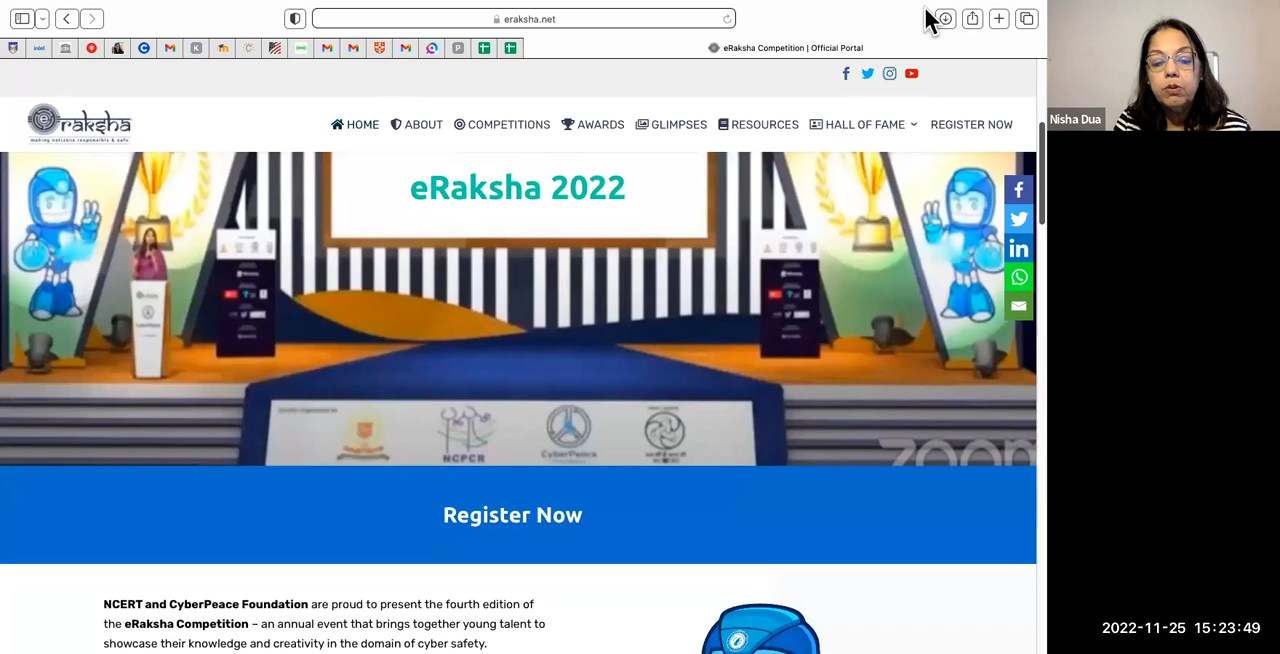 eraksha.net
intel
eRaksha Competition | Official Portal
eraksha
HOME
ABOUT
COMPETITIONS
AWARDS
GLIMPSES
RESOURCES
HALL OF FAME
REGISTER NOW
eRaksha 2022
NCPCR
CyberPeace
zoom
Register Now
NCERT and CyberPeace Foundation are proud to present the fourth edition of
the eRaksha Competition – an annual event that brings together young talent to
showcase their knowledge and creativity in the domain of cyber safety.
Nisha Dua
2022-11-25 15:23:49